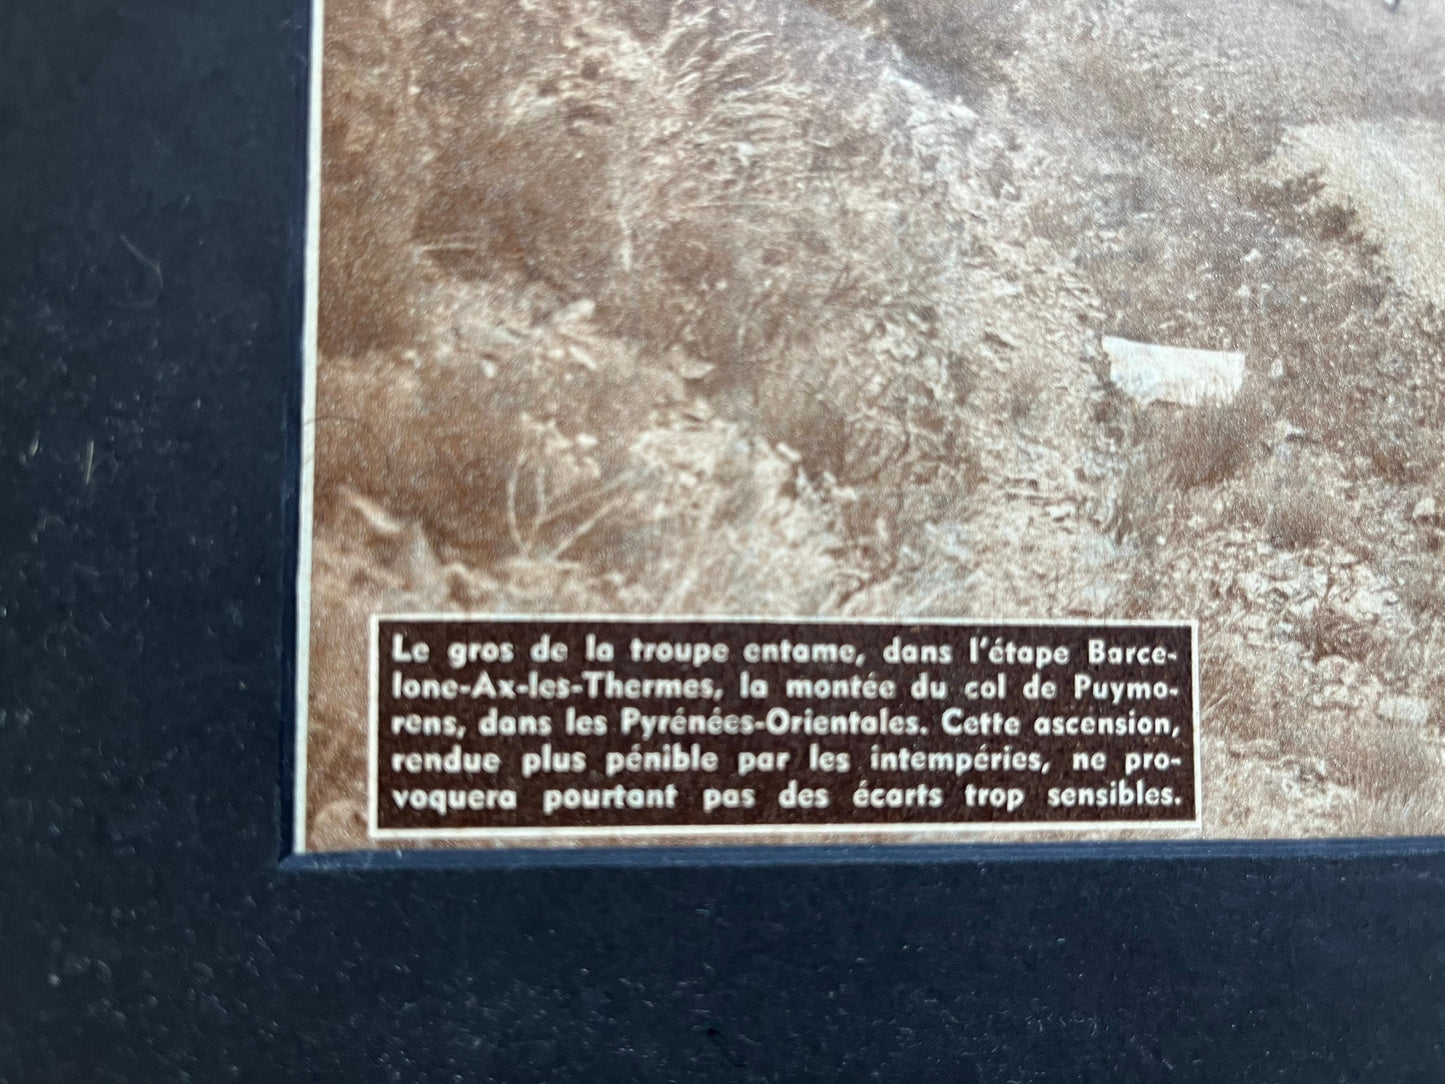 Le gros de la troupe entame, dans l'étape Barce-
lone-Ax-les-Thermes, la montée du col de Puymo-
rens, dans les Pyrénées-Orientales. Cette ascension,
rendue plus pénible par les intempéries, ne pro-
voquera pourtant pas des écarts trop sensibles.